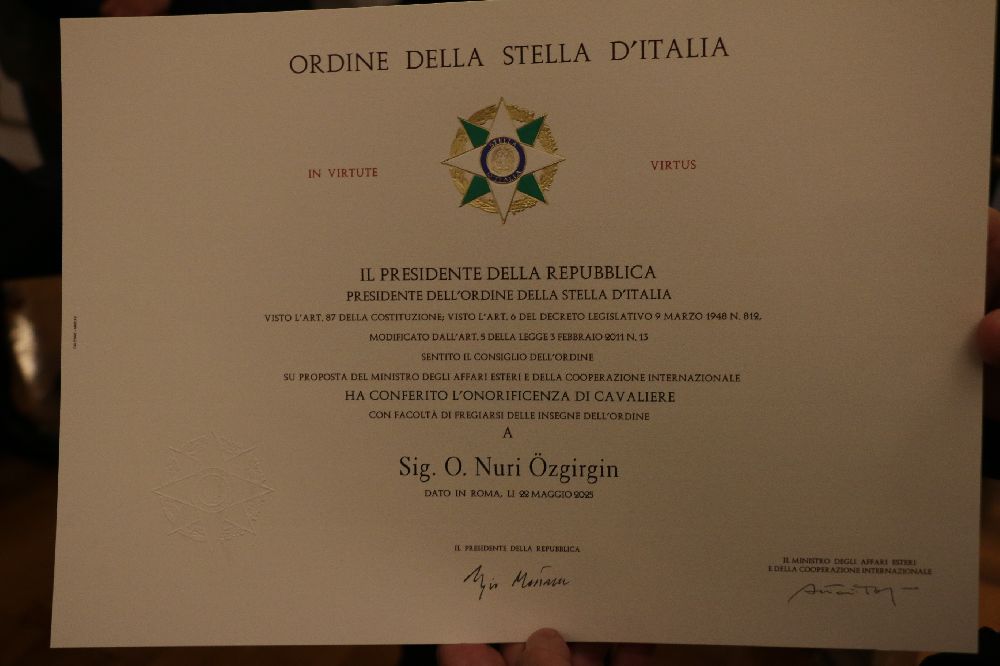 ORDINE DELLA STELLA D'ITALIA
STELLA
D'ITALIA
IN VIRTUTE
VIRTUS
IL PRESIDENTE DELLA REPUBBLICA
PRESIDENTE DELL'ORDINE DELLA STELLA D'ITALIA
VISTO L'ART. 87 DELLA COSTITUZIONE; VISTO L'ART. 6 DEL DECRETO LEGISLATIVO 9 MARZO 1948 N. 812,
MODIFICATO DALL'ART. 5 DELLA LEGGE 3 FEBBRAIO 2011 N. 13
SENTITO IL CONSIGLIO DELL'ORDINE
SU PROPOSTA DEL MINISTRO DEGLI AFFARI ESTERI E DELLA COOPERAZIONE INTERNAZIONALE
HA CONFERITO L'ONORIFICENZA DI CAVALIERE
CON FACOLTÀ DI FREGIARSI DELLE INSEGNE DELL'ORDINE
A
Sig. O. Nuri Özgirgin
DATO IN ROMA, LI 22 MAGGIO 2025
IL PRESIDENTE DELLA REPUBBLICA
IL MINISTRO DEGLI AFFARI ESTERI
E DELLA COOPERAZIONE INTERNAZIONALE